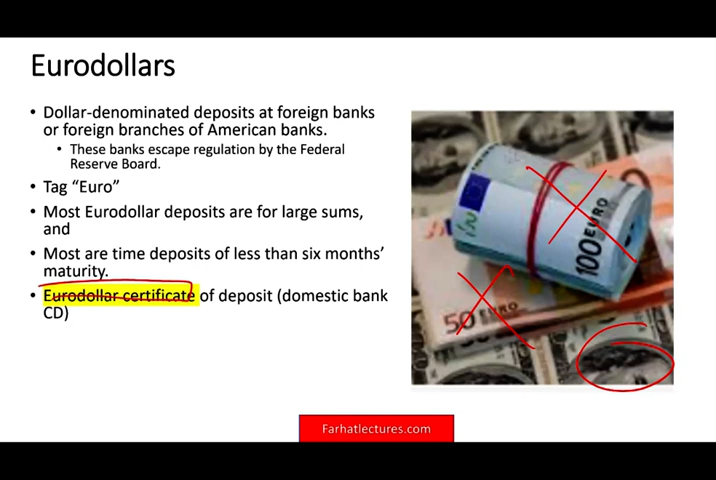 Eurodollars
• Dollar-denominated deposits at foreign banks
or foreign branches of American banks.
• These banks escape regulation by the Federal
Reserve Board.
• Tag “Euro”
• Most Eurodollar deposits are for large sums,
and
• Most are time deposits of less than six months’
maturity.
• Eurodollar certificate of deposit (domestic bank
CD)
100 EURO
50 EURO
Farhatlectures.com